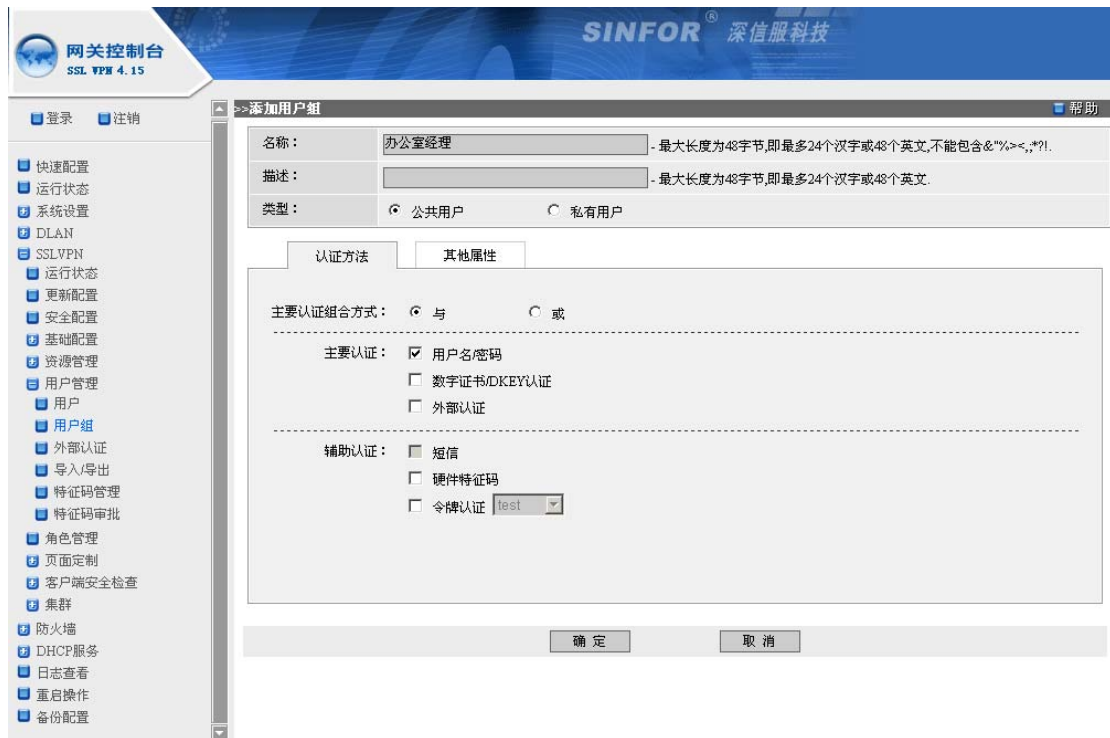 SINFOR® 深信服科技
网关控制台
SSL VPN 4.15
登录 注销
>>添加用户组 帮助
快速配置
运行状态
系统设置
DLAN
SSLVPN
运行状态
更新配置
安全配置
基础配置
资源管理
用户管理
用户
用户组
外部认证
导入/导出
特征码管理
特征码审批
角色管理
页面定制
客户端安全检查
集群
防火墙
DHCP服务
日志查看
重启操作
备份配置
名称： 办公室经理 - 最大长度为48字节,即最多24个汉字或48个英文,不能包含&"%><,;*?!.
描述： - 最大长度为48字节,即最多24个汉字或48个英文.
类型： 公共用户 私有用户
认证方法 其他属性
主要认证组合方式： 与 或
主要认证： 用户名/密码
数字证书/DKEY认证
外部认证
辅助认证： 短信
硬件特征码
令牌认证 test
确 定 取 消